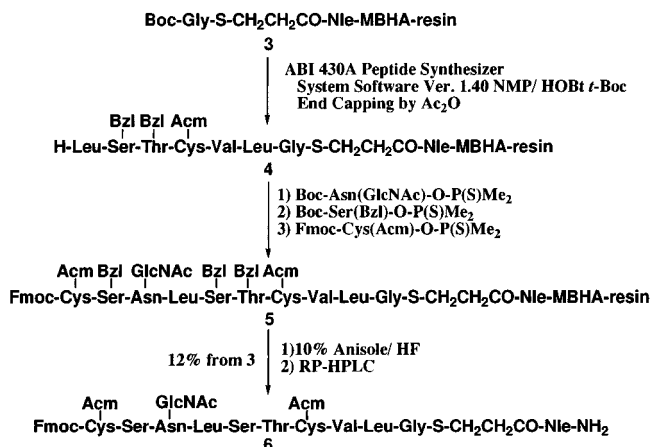 Boc-Gly-S-CH2CH2CO-Nle-MBHA-resin
3
ABI 430A Peptide Synthesizer
System Software Ver. 1.40 NMP/ HOBt t-Boc
End Capping by Ac2O
Bzl Bzl Acm
H-Leu-Ser-Thr-Cys-Val-Leu-Gly-S-CH2CH2CO-Nle-MBHA-resin
4
1) Boc-Asn(GlcNAc)-O-P(S)Me2
2) Boc-Ser(Bzl)-O-P(S)Me2
3) Fmoc-Cys(Acm)-O-P(S)Me2
Acm Bzl GlcNAc Bzl Bzl Acm
Fmoc-Cys-Ser-Asn-Leu-Ser-Thr-Cys-Val-Leu-Gly-S-CH2CH2CO-Nle-MBHA-resin
5
12% from 3
1)10% Anisole/ HF
2) RP-HPLC
Acm GlcNAc Acm
Fmoc-Cys-Ser-Asn-Leu-Ser-Thr-Cys-Val-Leu-Gly-S-CH2CH2CO-Nle-NH2
6